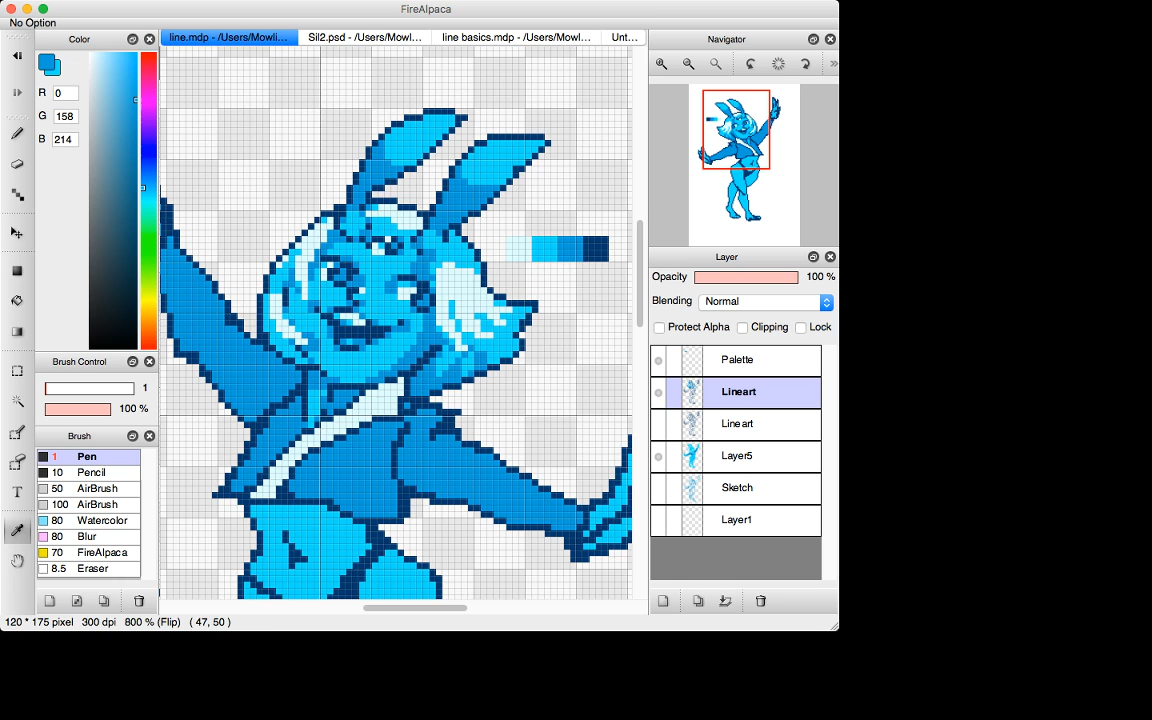 FireAlpaca
No Option
Color
line.mdp - /Users/Mowli...
Sil2.psd - /Users/Mowl...
line basics.mdp - /Users/Mowl...
Unt...
Navigator
R 0
G 158
B 214
Layer
Opacity 100 %
Blending Normal
Protect Alpha Clipping Lock
Palette
Lineart
Lineart
Layer5
Sketch
Layer1
Brush Control
1
100 %
Brush
1 Pen
10 Pencil
50 AirBrush
100 AirBrush
80 Watercolor
80 Blur
70 FireAlpaca
8.5 Eraser
T
120 * 175 pixel 300 dpi 800 % (Flip) ( 47, 50 )